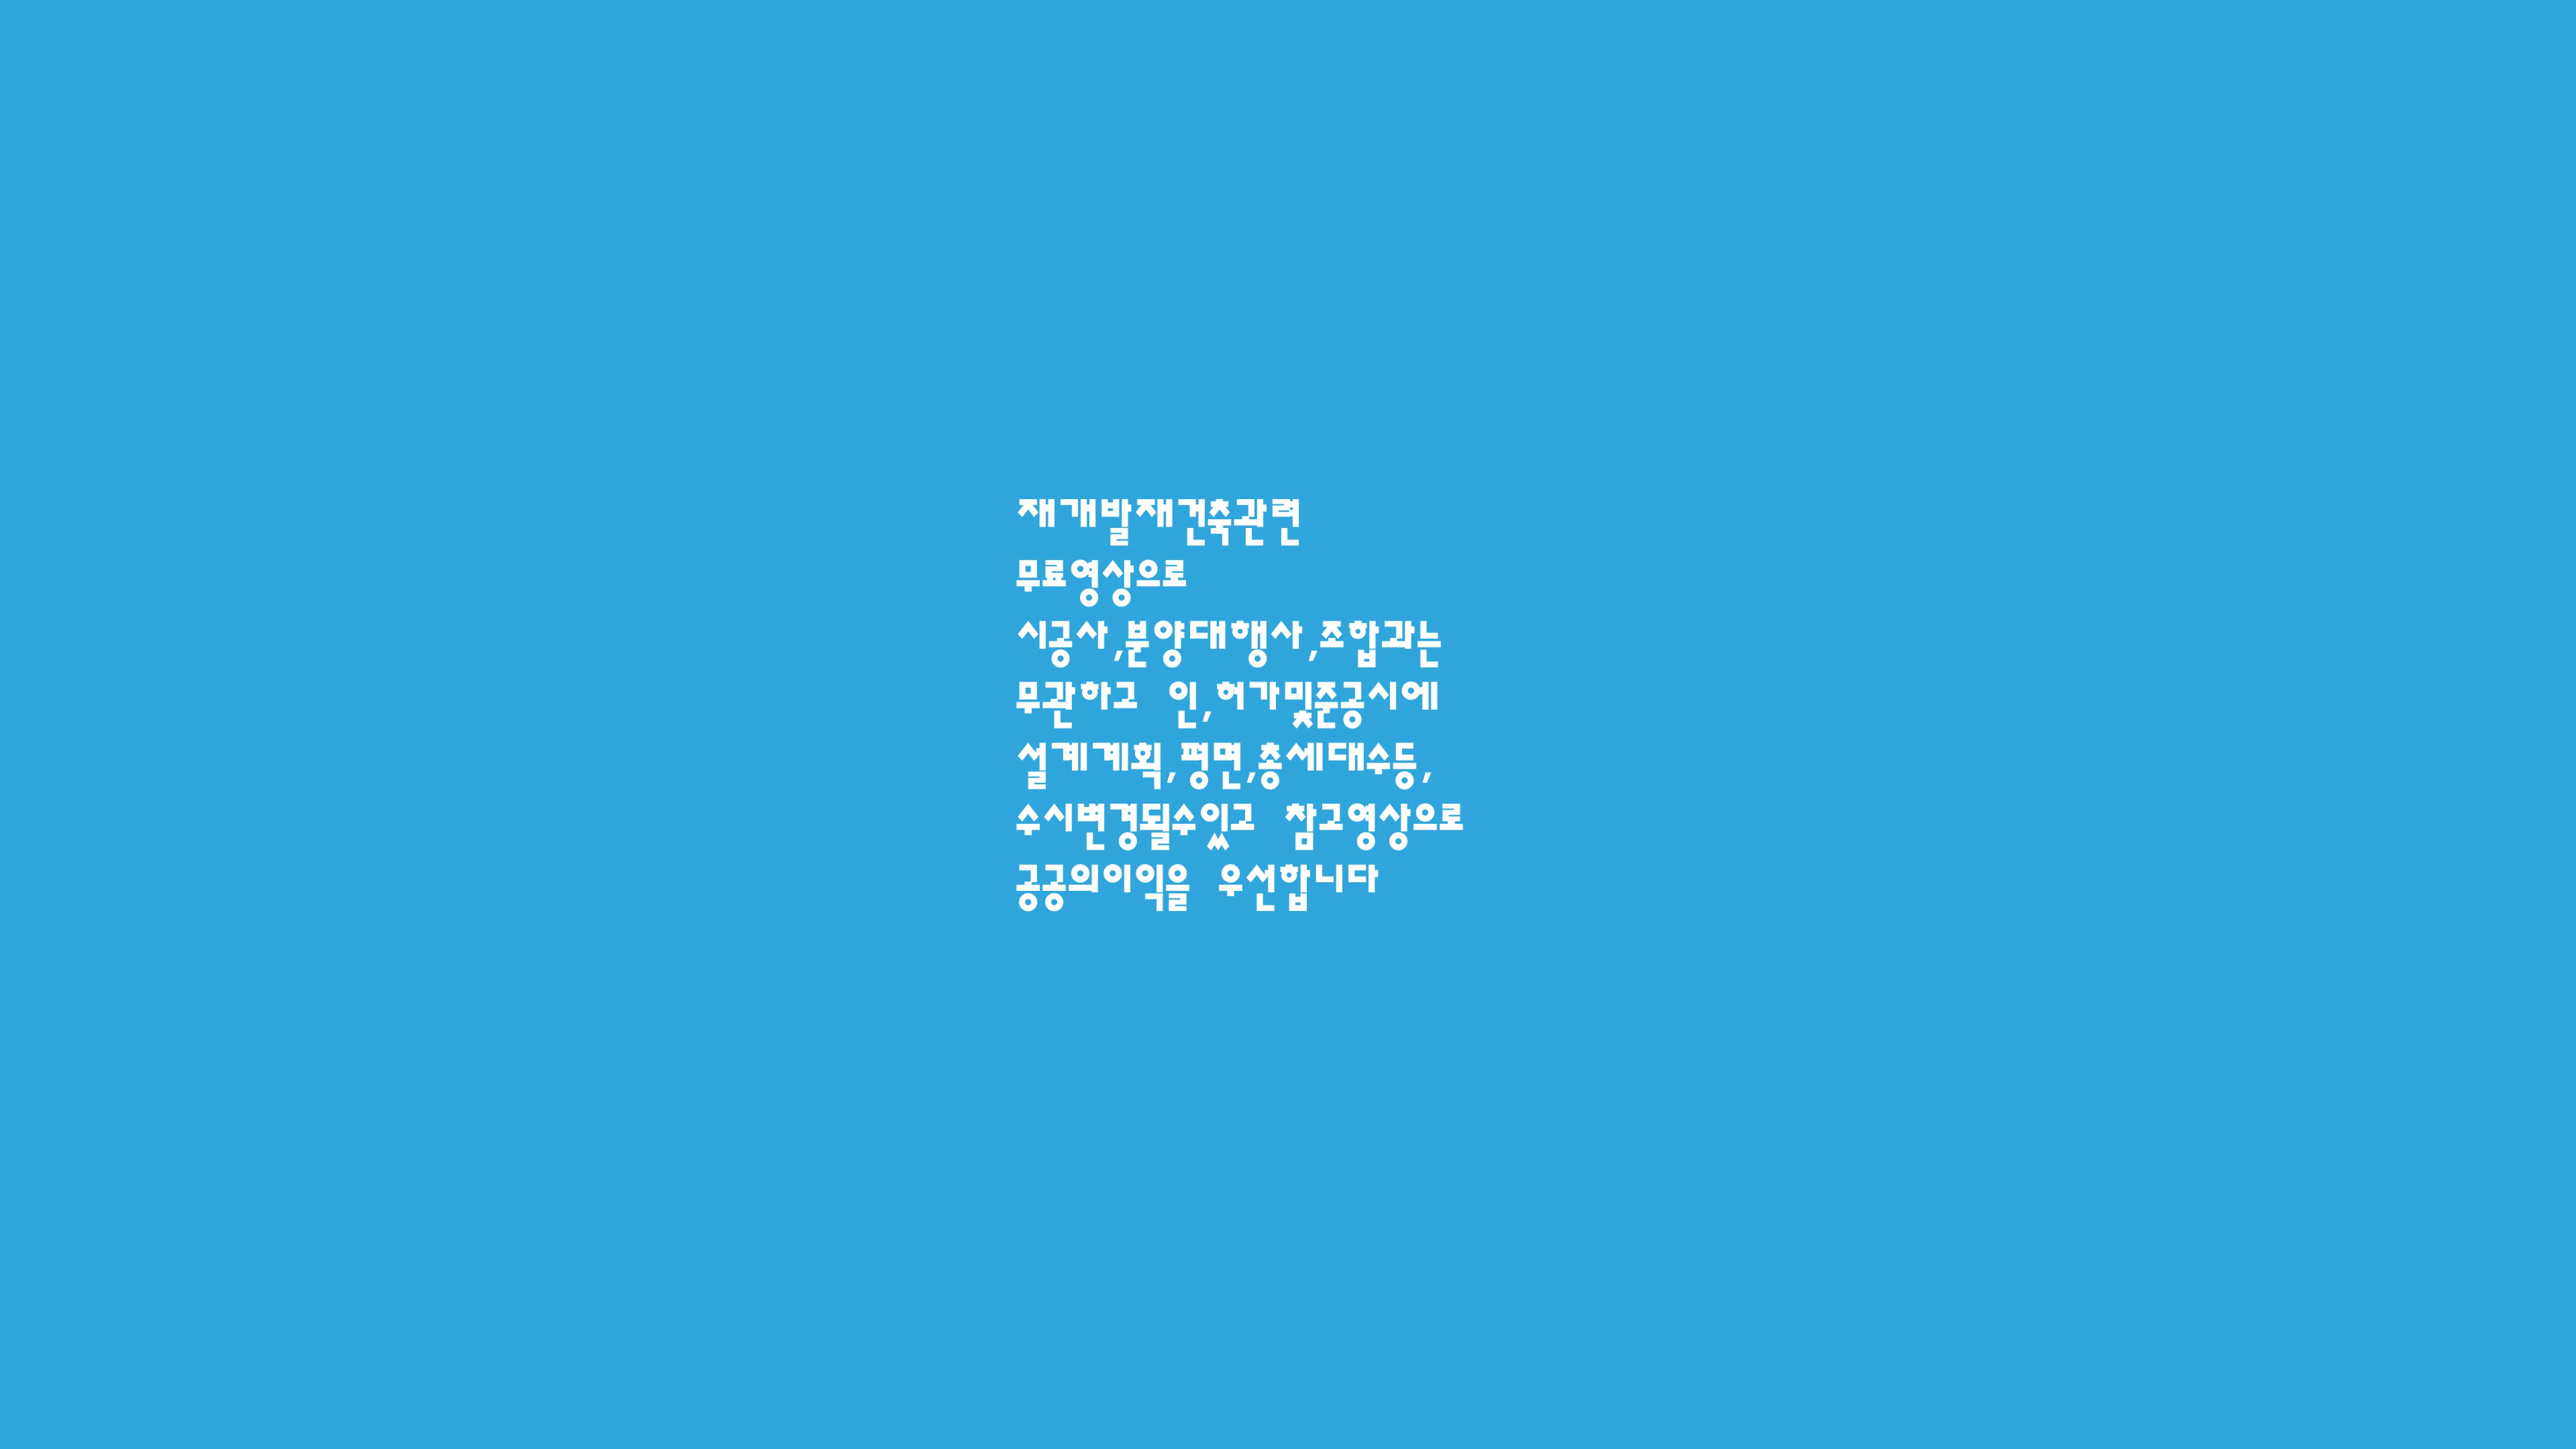 재개발재건축관련
무료영상으로
시공사,분양대행사,조합과는
무관하고 인,허가및준공시에
설계계획,평면,총세대수등,
수시변경될수있고 참고영상으로
공공의이익을 우선합니다